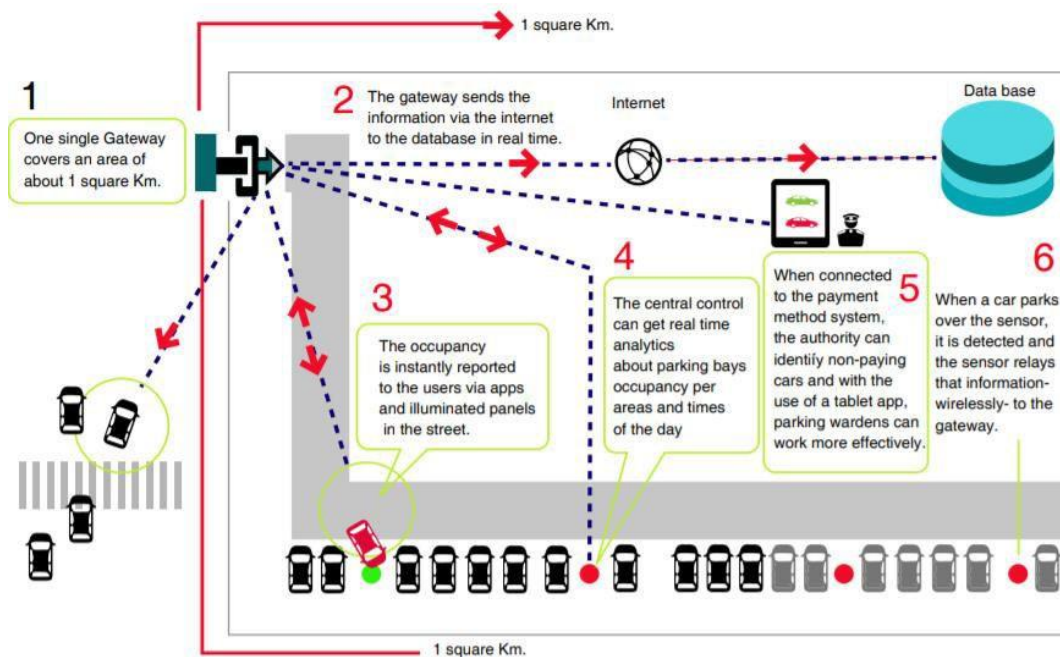 1 square Km.
1
One single Gateway
covers an area of
about 1 square Km.
2
The gateway sends the
information via the internet
to the database in real time.
Internet
Data base
3
The occupancy
is instantly reported
to the users via apps
and illuminated panels
in the street.
4
The central control
can get real time
analytics
about parking bays
occupancy per
areas and times
of the day
5
When connected
to the payment
method system,
the authority can
identiíy non-paying
cars and with the
use of a tablet app,
parking wardens can
work more effectively.
6
When a car parks
over the sensor,
it is detected and
the sensor relays
that information-
wirelessly- to the
gateway.
1 square Km.